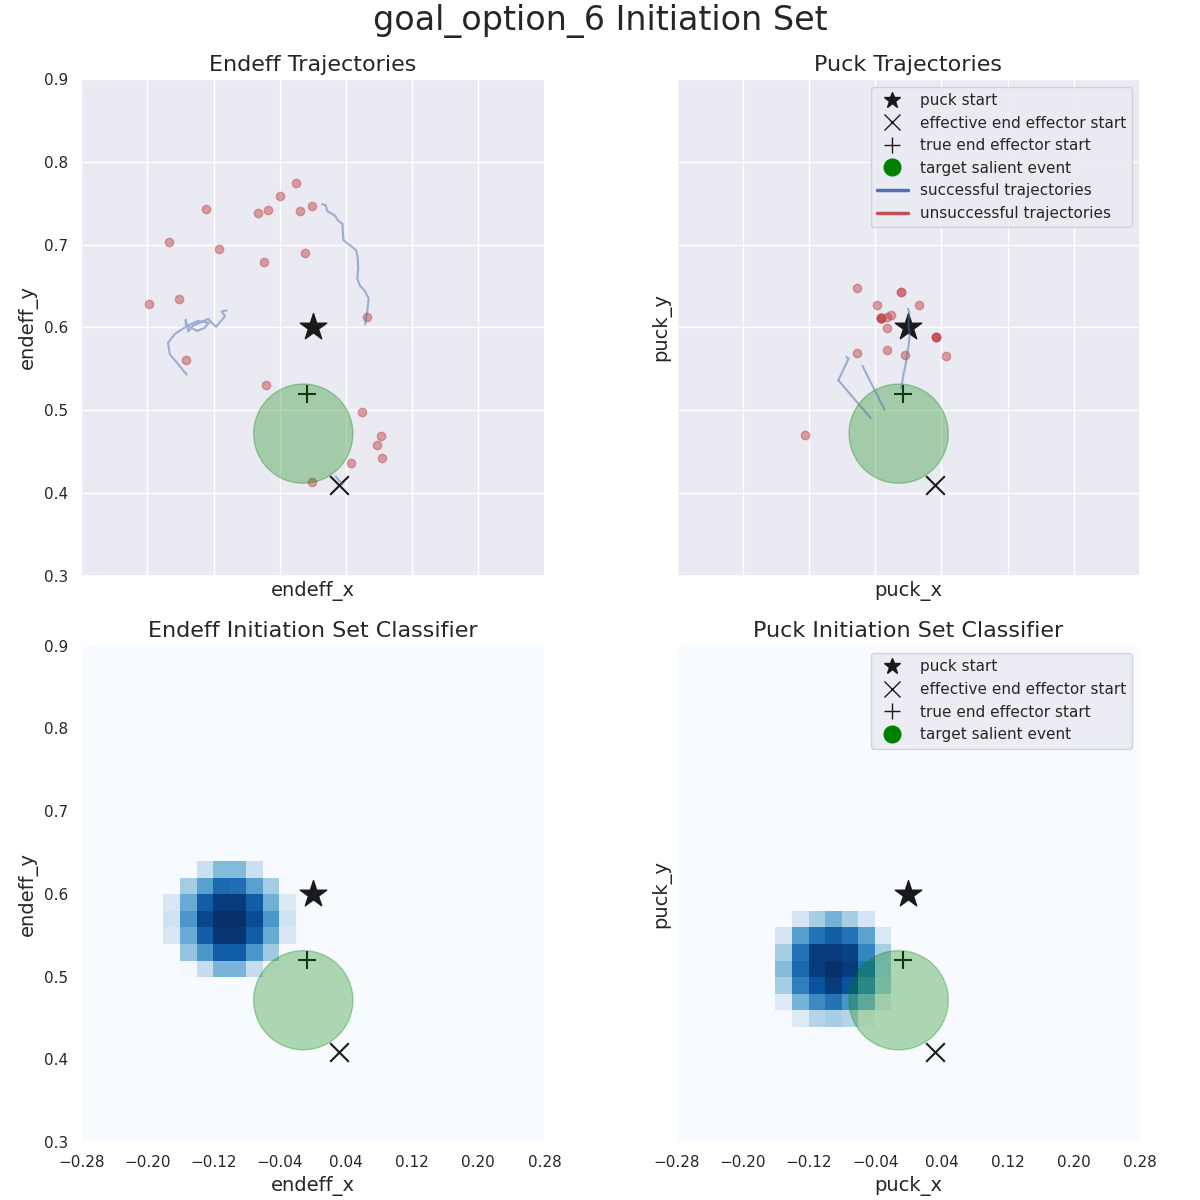 goal_option_6 Initiation Set
Endeff Trajectories
0.9
0.8
0.7
0.6
0.5
0.4
0.3
endeff_y
endeff_x
Puck Trajectories
puck start
effective end effector start
true end effector start
target salient event
successful trajectories
unsuccessful trajectories
puck_y
puck_x
Endeff Initiation Set Classifier
0.9
0.8
0.7
0.6
0.5
0.4
0.3
endeff_y
−0.28 −0.20 −0.12 −0.04 0.04 0.12 0.20 0.28
endeff_x
Puck Initiation Set Classifier
puck start
effective end effector start
true end effector start
target salient event
puck_y
−0.28 −0.20 −0.12 −0.04 0.04 0.12 0.20 0.28
puck_x